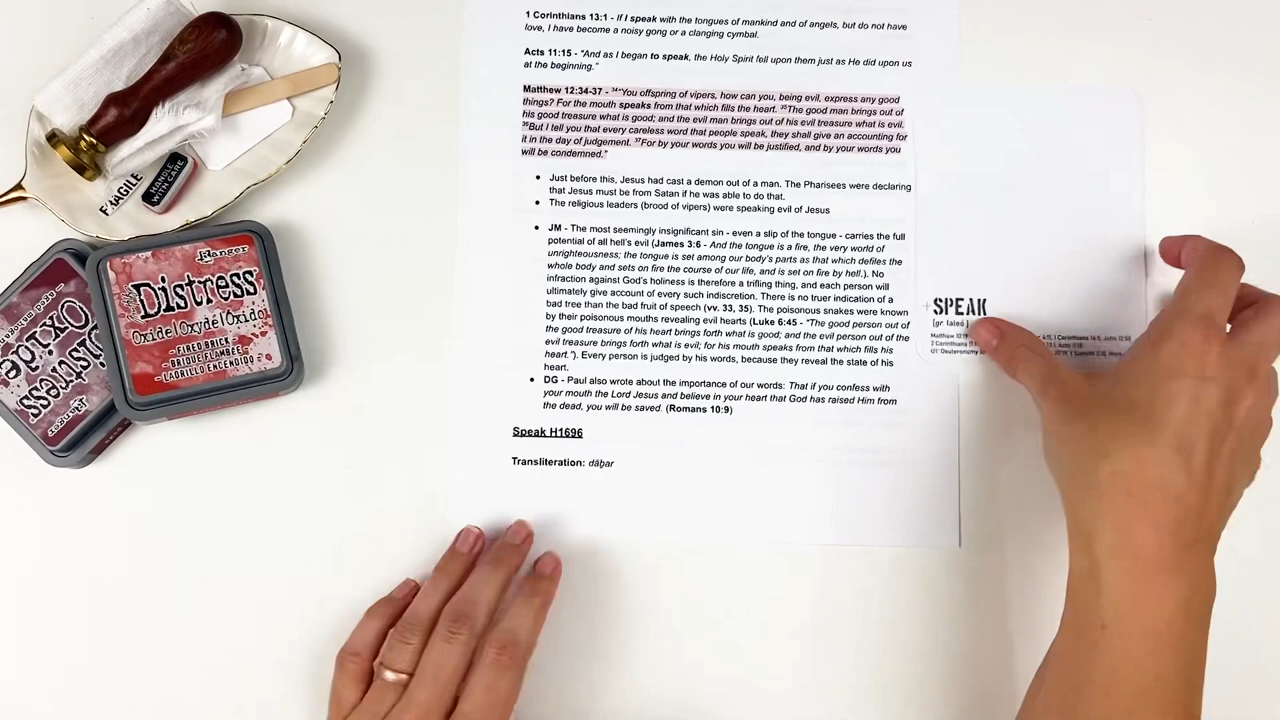 1 Corinthians 13:1 - If I speak with the tongues of mankind and of angels, but do not have
love, I have become a noisy gong or a clanging cymbal.
Acts 11:15 - "And as I began to speak, the Holy Spirit fell upon them just as He did upon us
at the beginning."
Matthew 12:34-37 - 34"You offspring of vipers, how can you, being evil, express any good
things? For the mouth speaks from that which fills the heart. 35The good man brings out of
his good treasure what is good; and the evil man brings out of his evil treasure what is evil.
36But I tell you that every careless word that people speak, they shall give an accounting for
it in the day of judgement. 37For by your words you will be justified, and by your words you
will be condemned."
Just before this, Jesus had cast a demon out of a man. The Pharisees were declaring
that Jesus must be from Satan if he was able to do that.
The religious leaders (brood of vipers) were speaking evil of Jesus
JM - The most seemingly insignificant sin - even a slip of the tongue - carries the full
potential of all hell's evil (James 3:6 - And the tongue is a fire, the very world of
unrighteousness; the tongue is set among our body's parts as that which defiles the
whole body and sets on fire the course of our life, and is set on fire by hell.). No
infraction against God's holiness is therefore a trifling thing, and each person will
ultimately give account of every such indiscretion. There is no truer indication of a
bad tree than the bad fruit of speech (vv. 33, 35). The poisonous snakes were known
by their poisonous mouths revealing evil hearts (Luke 6:45 - "The good person out of
the good treasure of his heart brings forth what is good; and the evil person out of the
evil treasure brings forth what is evil; for his mouth speaks from that which fills his
heart."). Every person is judged by his words, because they reveal the state of his
heart.
DG - Paul also wrote about the importance of our words: That if you confess with
your mouth the Lord Jesus and believe in your heart that God has raised Him from
the dead, you will be saved. (Romans 10:9)
Speak H1696
Transliteration: dāḇar
SPEAK
[gr. laleó]
Matthew 10:19
2 Corinthians
OT: Deuteronomy
1 Corinthians 14:5, John 12:50
FRAGILE
HANDLE
WITH CARE
Ranger
Distress
Oxide | Oxyde | Óxido
- FIRED BRICK -
- BRIQUE FLAMBÉE -
- LADRILLO ENCENDIDO -
Distress
Oxide
Ranger